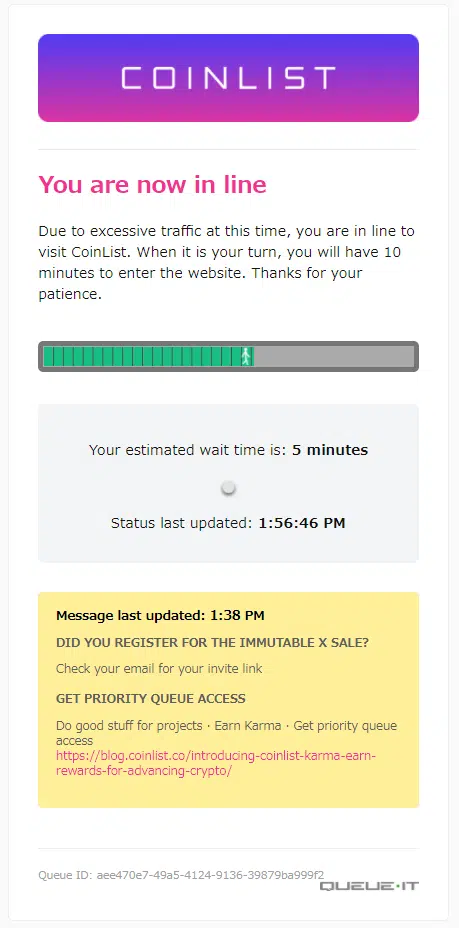 COINLIST
You are now in line
Due to excessive traffic at this time, you are in line to
visit CoinList. When it is your turn, you will have 10
minutes to enter the website. Thanks for your
patience.
Your estimated wait time is: 5 minutes
Status last updated: 1:56:46 PM
Message last updated: 1:38 PM
DID YOU REGISTER FOR THE IMMUTABLE X SALE?
Check your email for your invite link
GET PRIORITY QUEUE ACCESS
Do good stuff for projects · Earn Karma · Get priority queue
access
https://blog.coinlist.co/introducing-coinlist-karma-earn-
rewards-for-advancing-crypto/
Queue ID: aee470e7-49a5-4124-9136-39879ba999f2
QUEUE·IT